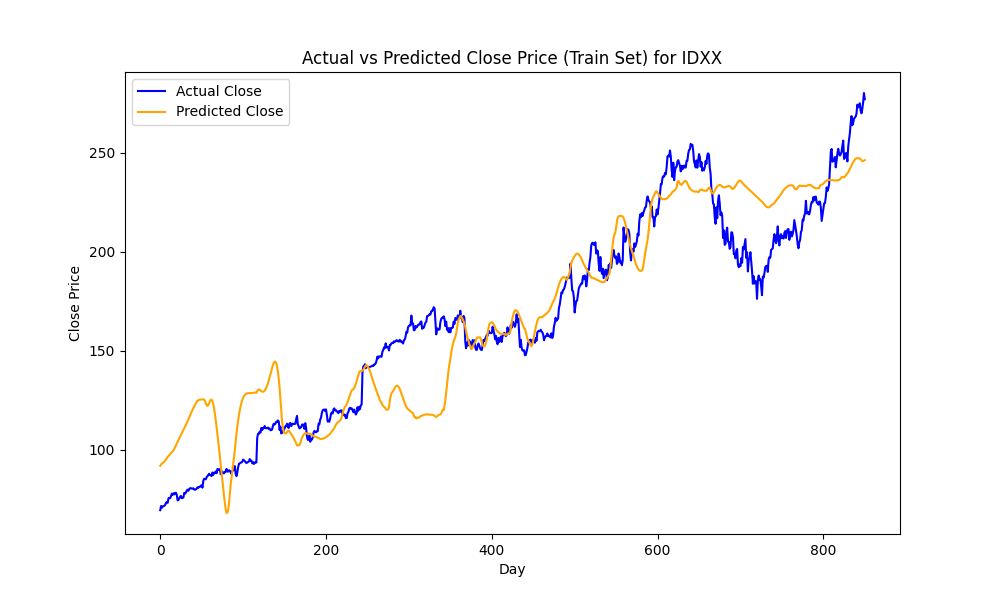 Actual vs Predicted Close Price (Train Set) for IDXX
Actual Close
Predicted Close
250
200
150
100
Close Price
0 200 400 600 800
Day